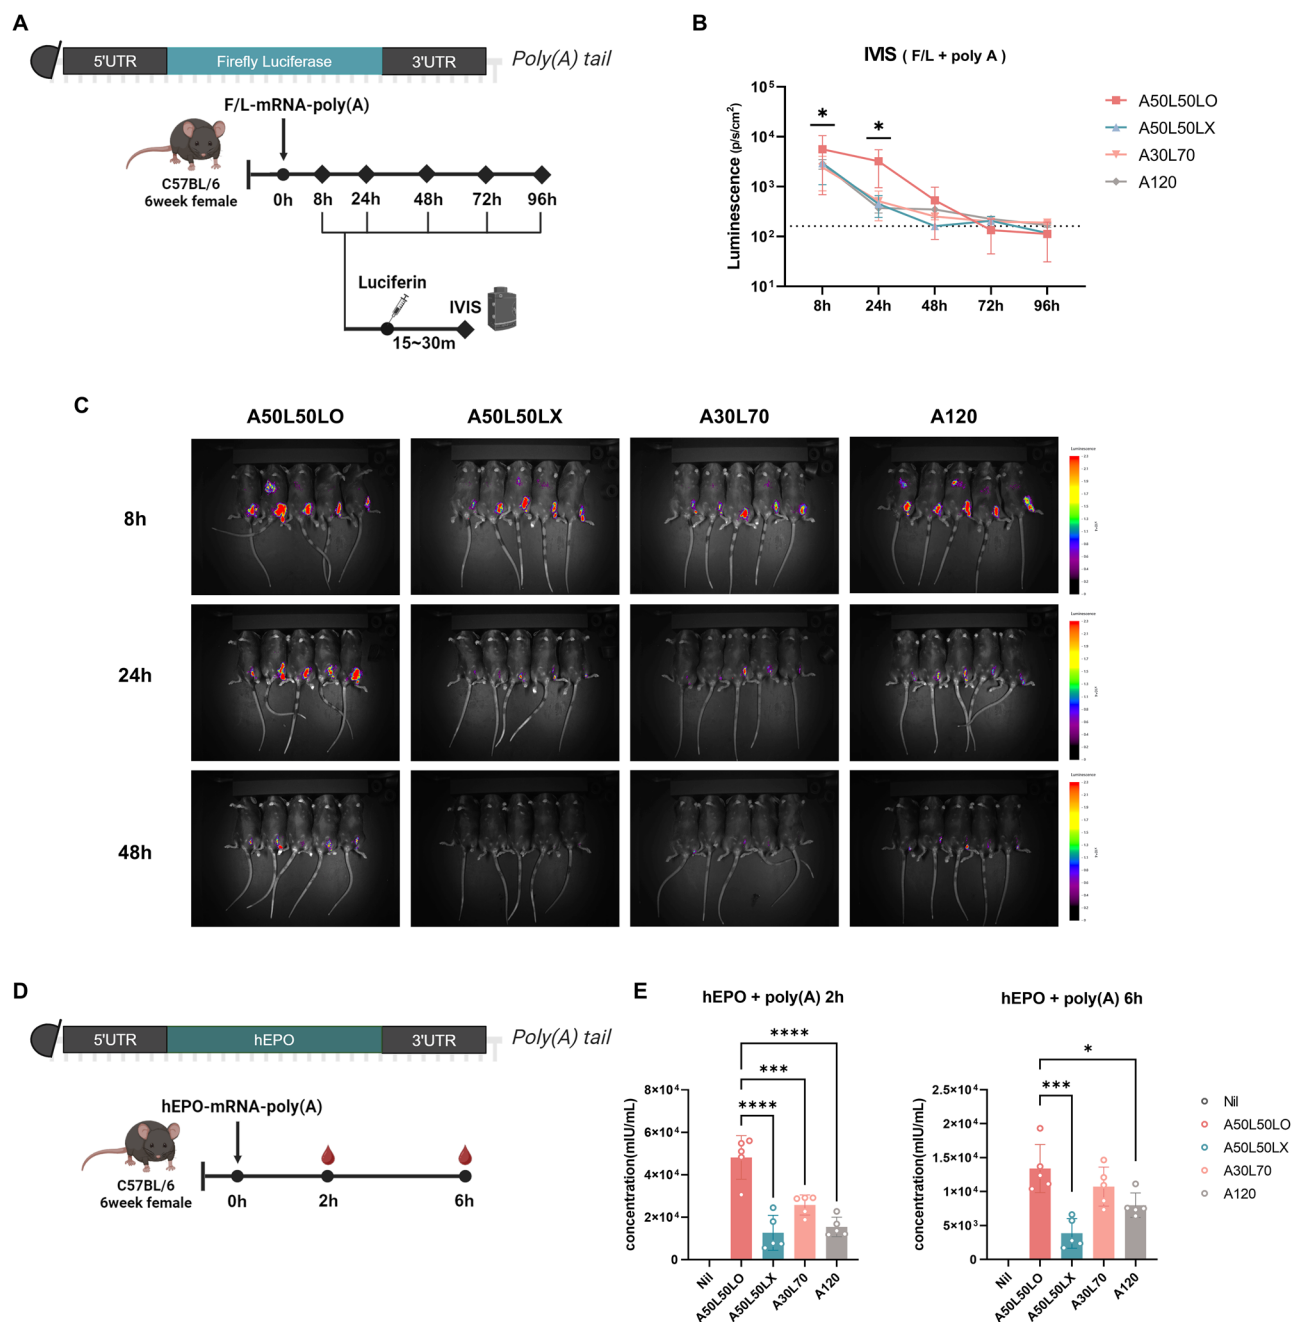 A
5'UTR Firefly Luciferase 3'UTR Poly(A) tail
F/L-mRNA-poly(A)
C57BL/6
6week female
0h 8h 24h 48h 72h 96h
Luciferin
IVIS
15~30m
B
IVIS ( F/L + poly A )
Luminescence (p/s/cm²)
10⁵
10⁴
10³
10²
10¹
* *
8h 24h 48h 72h 96h
A50L50LO
A50L50LX
A30L70
A120
C
A50L50LO A50L50LX A30L70 A120
8h
Luminescence
24h
Luminescence
48h
Luminescence
D
5'UTR hEPO 3'UTR Poly(A) tail
hEPO-mRNA-poly(A)
C57BL/6
6week female
0h 2h 6h
E
hEPO + poly(A) 2h
****
***
****
concentration(mIU/mL)
8×10⁴
6×10⁴
4×10⁴
2×10⁴
0
Nil A50L50LO A50L50LX A30L70 A120
hEPO + poly(A) 6h
*
***
concentration(mIU/mL)
2.5×10⁴
2×10⁴
1.5×10⁴
1×10⁴
5×10³
0
Nil A50L50LO A50L50LX A30L70 A120
Nil
A50L50LO
A50L50LX
A30L70
A120